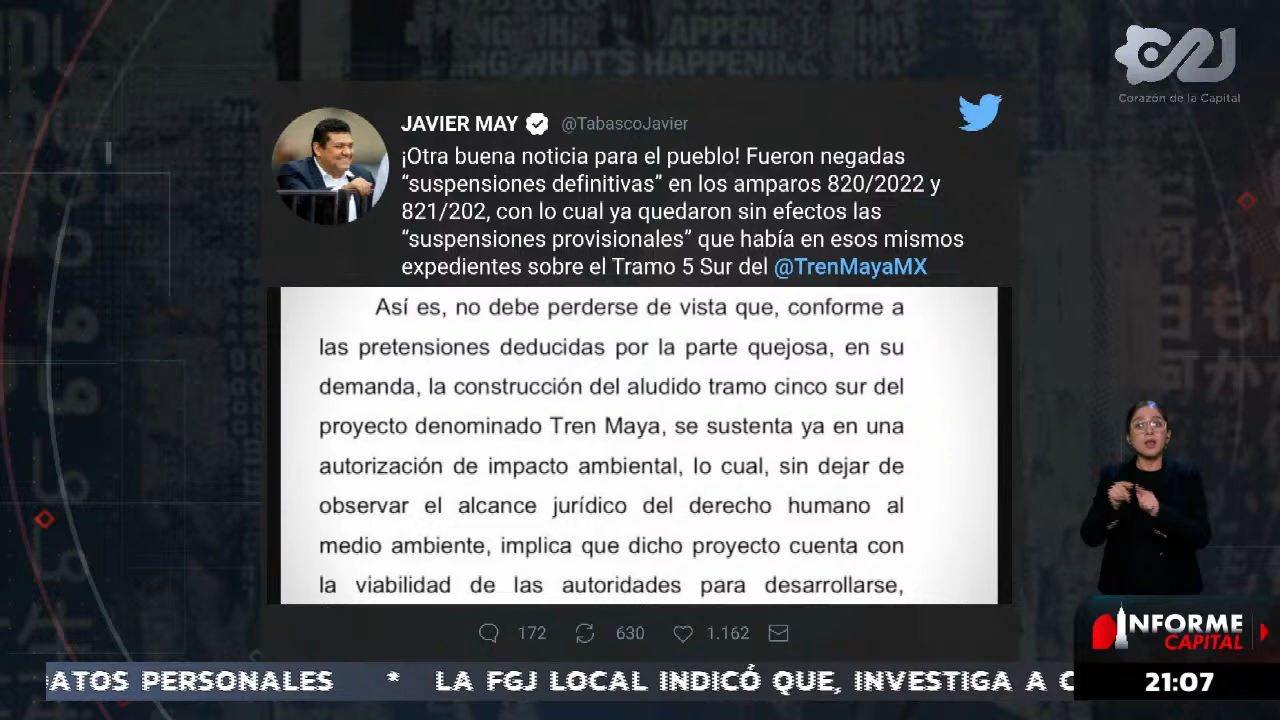 Corazón de la Capital
JAVIER MAY @TabascoJavier
¡Otra buena noticia para el pueblo! Fueron negadas
“suspensiones definitivas” en los amparos 820/2022 y
821/202, con lo cual ya quedaron sin efectos las
“suspensiones provisionales” que había en esos mismos
expedientes sobre el Tramo 5 Sur del @TrenMayaMX
Así es, no debe perderse de vista que, conforme a
las pretensiones deducidas por la parte quejosa, en su
demanda, la construcción del aludido tramo cinco sur del
proyecto denominado Tren Maya, se sustenta ya en una
autorización de impacto ambiental, lo cual, sin dejar de
observar el alcance jurídico del derecho humano al
medio ambiente, implica que dicho proyecto cuenta con
la viabilidad de las autoridades para desarrollarse,
172 630 1.162
INFORME
CAPITAL
ATOS PERSONALES * LA FGJ LOCAL INDICÓ QUE, INVESTIGA A C
21:07